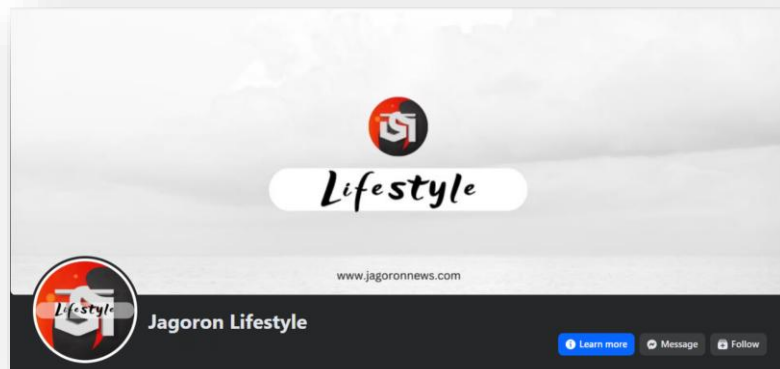 Lifestyle
www.jagoronnews.com
Lifestyle
Jagoron Lifestyle
Learn more
Message
Follow